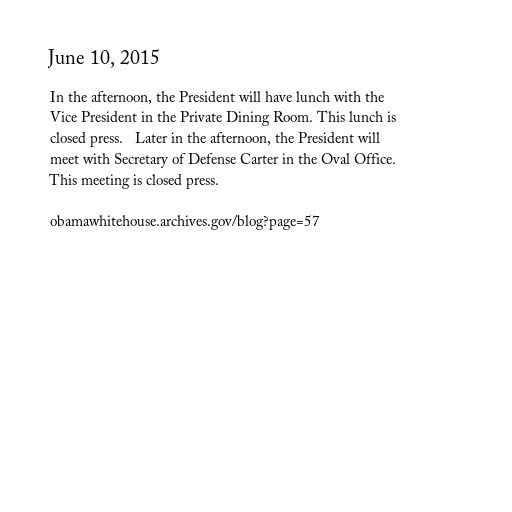 June 10, 2015
In the afternoon, the President will have lunch with the
Vice President in the Private Dining Room. This lunch is
closed press.   Later in the afternoon, the President will
meet with Secretary of Defense Carter in the Oval Office.
This meeting is closed press.
obamawhitehouse.archives.gov/blog?page=57